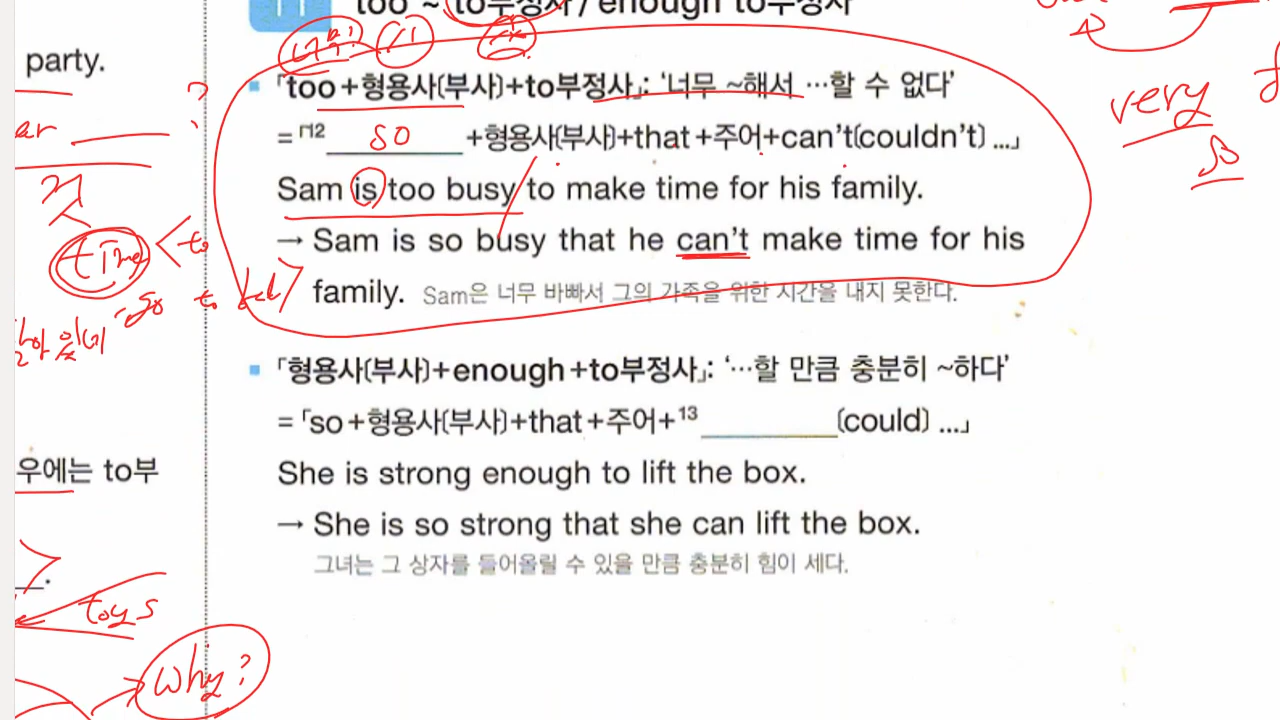 11 too ~ to부정사 / enough to부정사
party.
「too+형용사(부사)+to부정사」: '너무 ~해서 …할 수 없다'
=「12 so +형용사(부사)+that+주어+can't(couldn't) ...」
very
so
Sam is too busy to make time for his family.
→ Sam is so busy that he can't make time for his
family. Sam은 너무 바빠서 그의 가족을 위한 시간을 내지 못한다.
time
to
go to bed
「형용사(부사)+enough+to부정사」: '…할 만큼 충분히 ~하다'
=「so+형용사(부사)+that+주어+13 (could) ...」
우에는 to부
She is strong enough to lift the box.
→ She is so strong that she can lift the box.
그녀는 그 상자를 들어올릴 수 있을 만큼 충분히 힘이 세다.
toys
why?